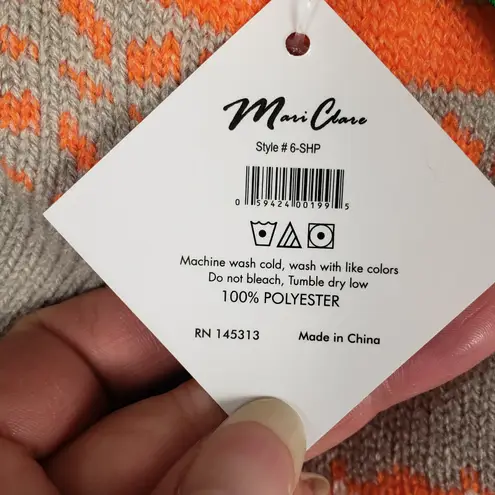 Mari Clare
Style # 6-SHP
0 59424 00199 5
Machine wash cold, wash with like colors
Do not bleach, Tumble dry low
100% POLYESTER
RN 145313 Made in China